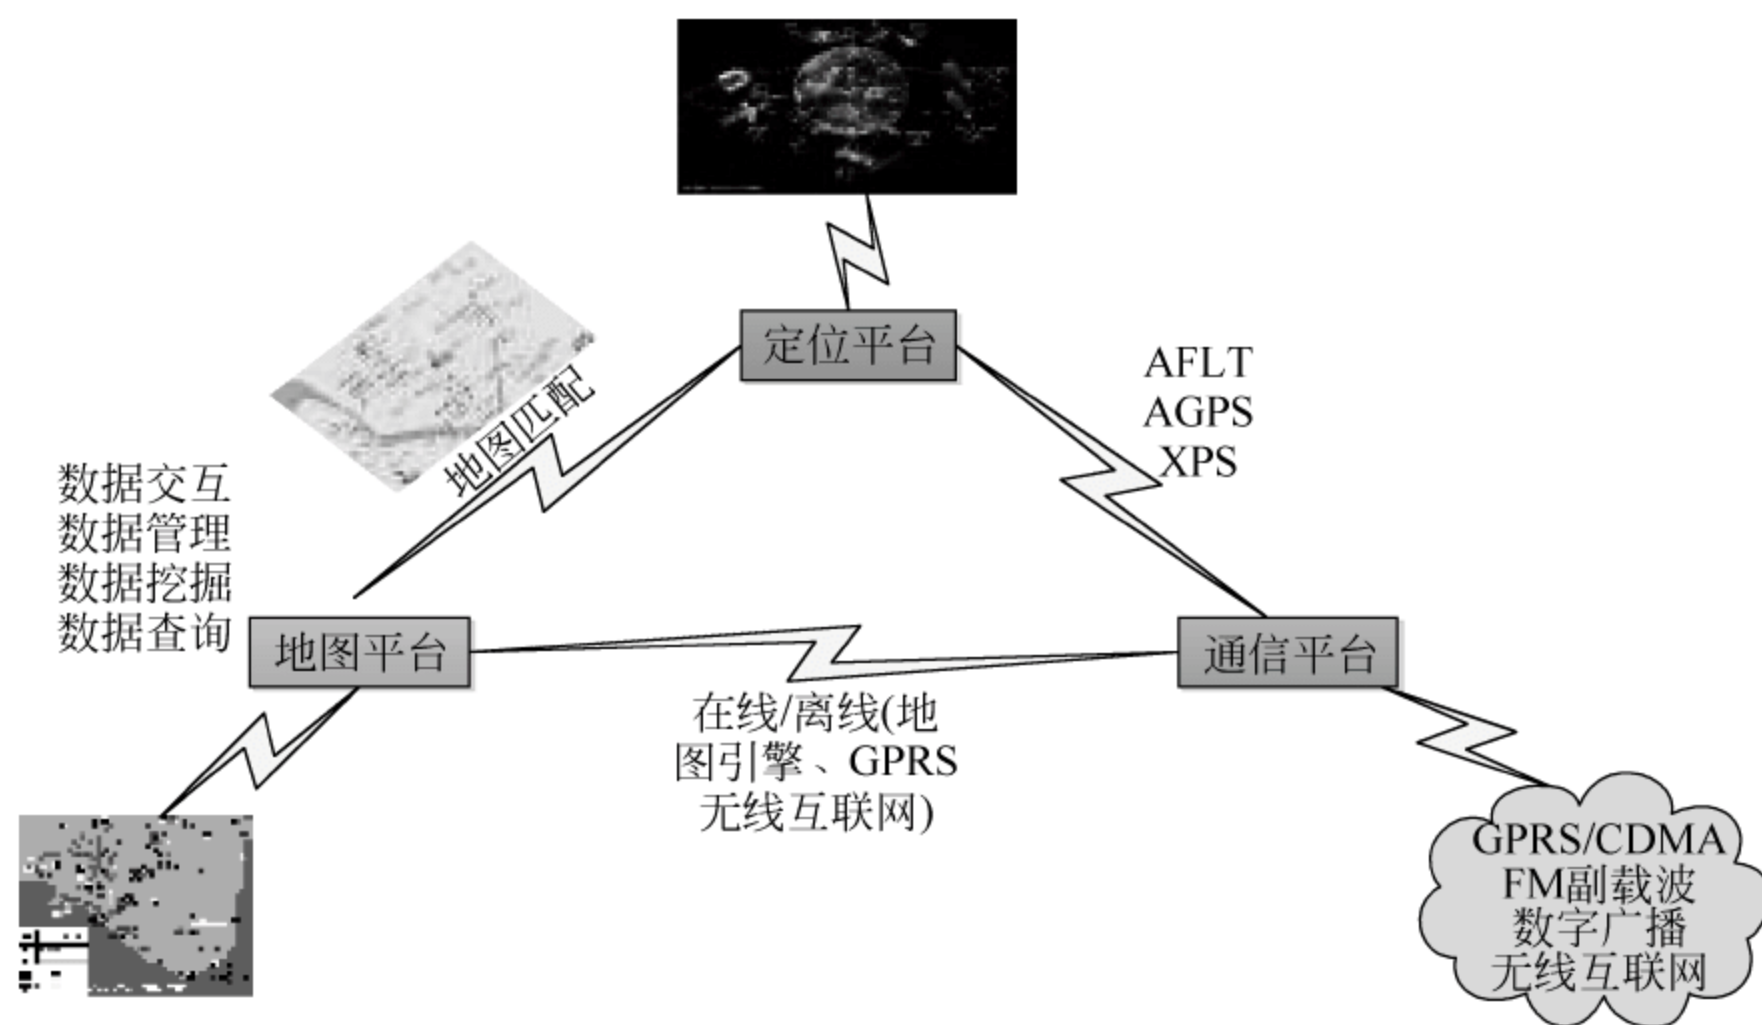 定位平台
AFLT
AGPS
XPS
地图匹配
数据交互
数据管理
数据挖掘
数据查询
地图平台
通信平台
在线/离线(地
图引擎、GPRS
无线互联网)
GPRS/CDMA
FM副载波
数字广播
无线互联网